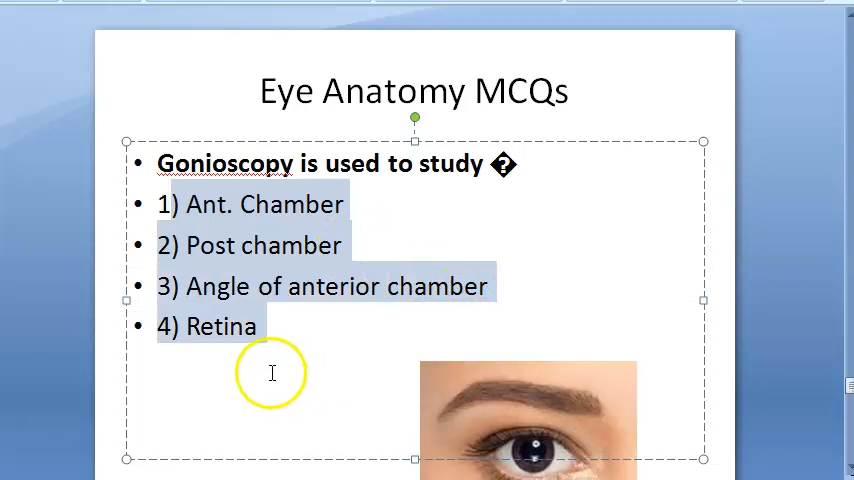 Eye Anatomy MCQs
• Gonioscopy is used to study �
• 1) Ant. Chamber
• 2) Post chamber
• 3) Angle of anterior chamber
• 4) Retina